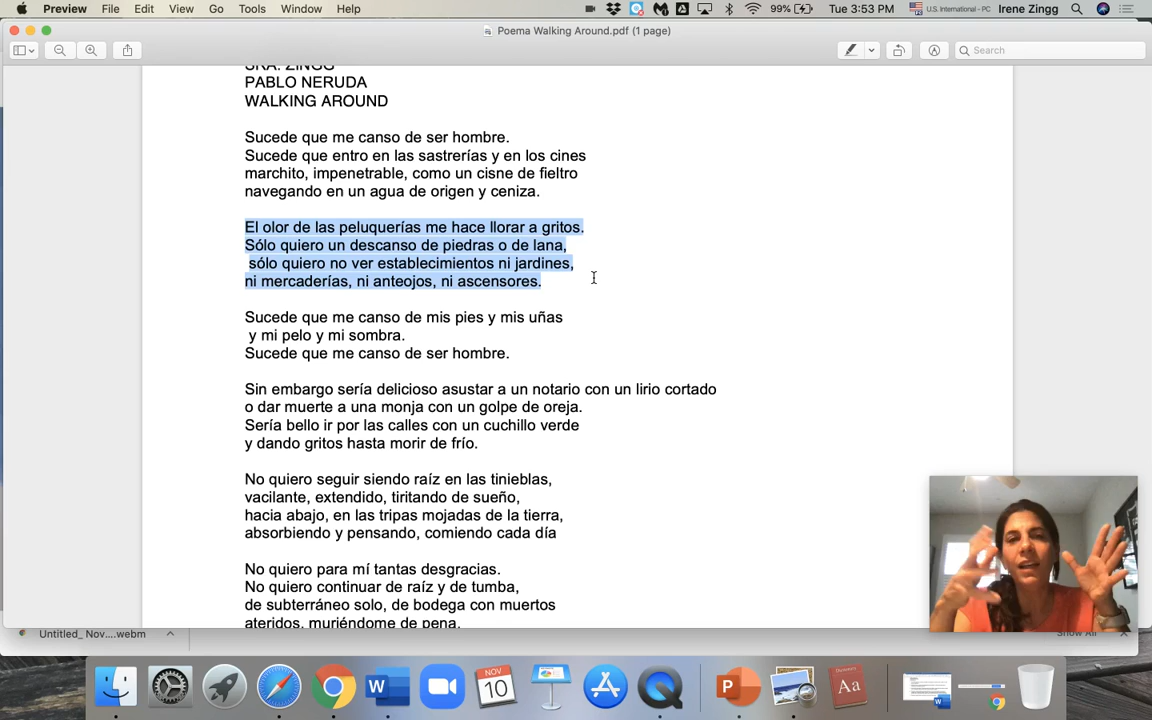 Preview File Edit View Go Tools Window Help 99% Tue 3:53 PM U.S. International - PC Irene Zingg
Poema Walking Around.pdf (1 page)
Search
SRA. ZINGG
PABLO NERUDA
WALKING AROUND
Sucede que me canso de ser hombre.
Sucede que entro en las sastrerías y en los cines
marchito, impenetrable, como un cisne de fieltro
navegando en un agua de origen y ceniza.
El olor de las peluquerías me hace llorar a gritos.
Sólo quiero un descanso de piedras o de lana,
sólo quiero no ver establecimientos ni jardines,
ni mercaderías, ni anteojos, ni ascensores.
Sucede que me canso de mis pies y mis uñas
y mi pelo y mi sombra.
Sucede que me canso de ser hombre.
Sin embargo sería delicioso asustar a un notario con un lirio cortado
o dar muerte a una monja con un golpe de oreja.
Sería bello ir por las calles con un cuchillo verde
y dando gritos hasta morir de frío.
No quiero seguir siendo raíz en las tinieblas,
vacilante, extendido, tiritando de sueño,
hacia abajo, en las tripas mojadas de la tierra,
absorbiendo y pensando, comiendo cada día
No quiero para mí tantas desgracias.
No quiero continuar de raíz y de tumba,
de subterráneo solo, de bodega con muertos
ateridos, muriéndome de pena.
Untitled_ Nov....webm
Show All
W
NOV
10
P
Aa